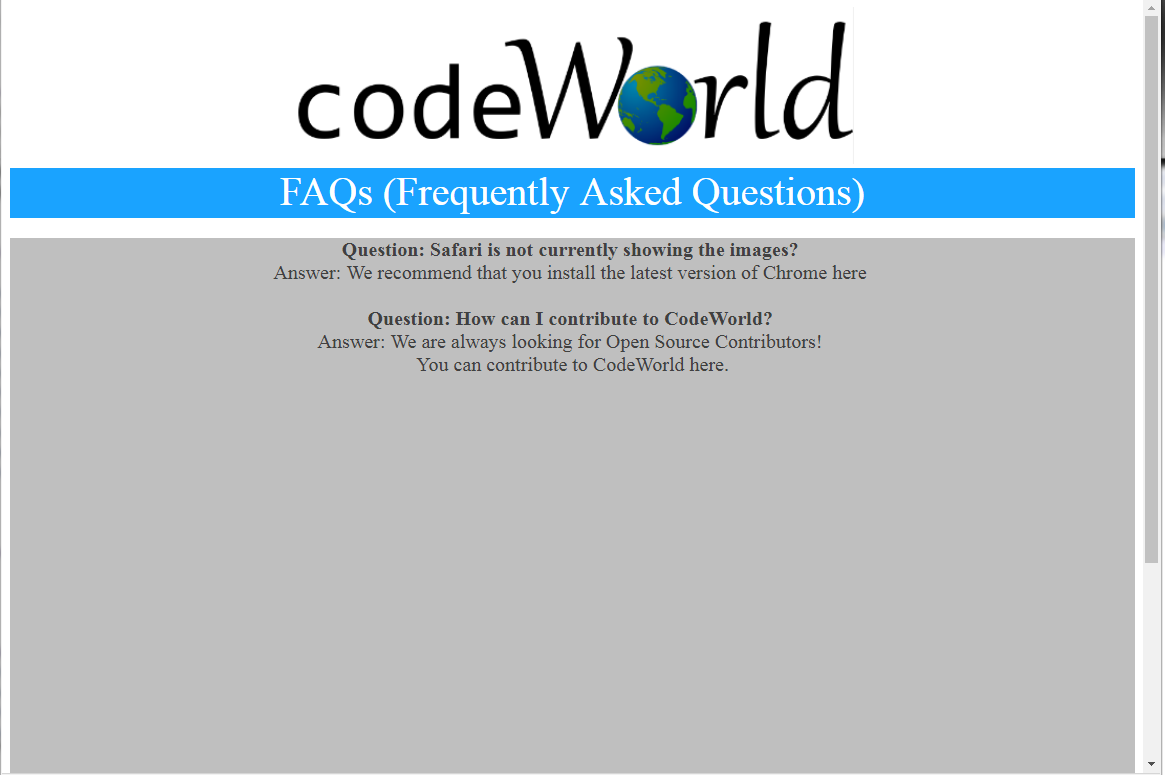 codeWorld
FAQs (Frequently Asked Questions)
Question: Safari is not currently showing the images?
Answer: We recommend that you install the latest version of Chrome here
Question: How can I contribute to CodeWorld?
Answer: We are always looking for Open Source Contributors!
You can contribute to CodeWorld here.